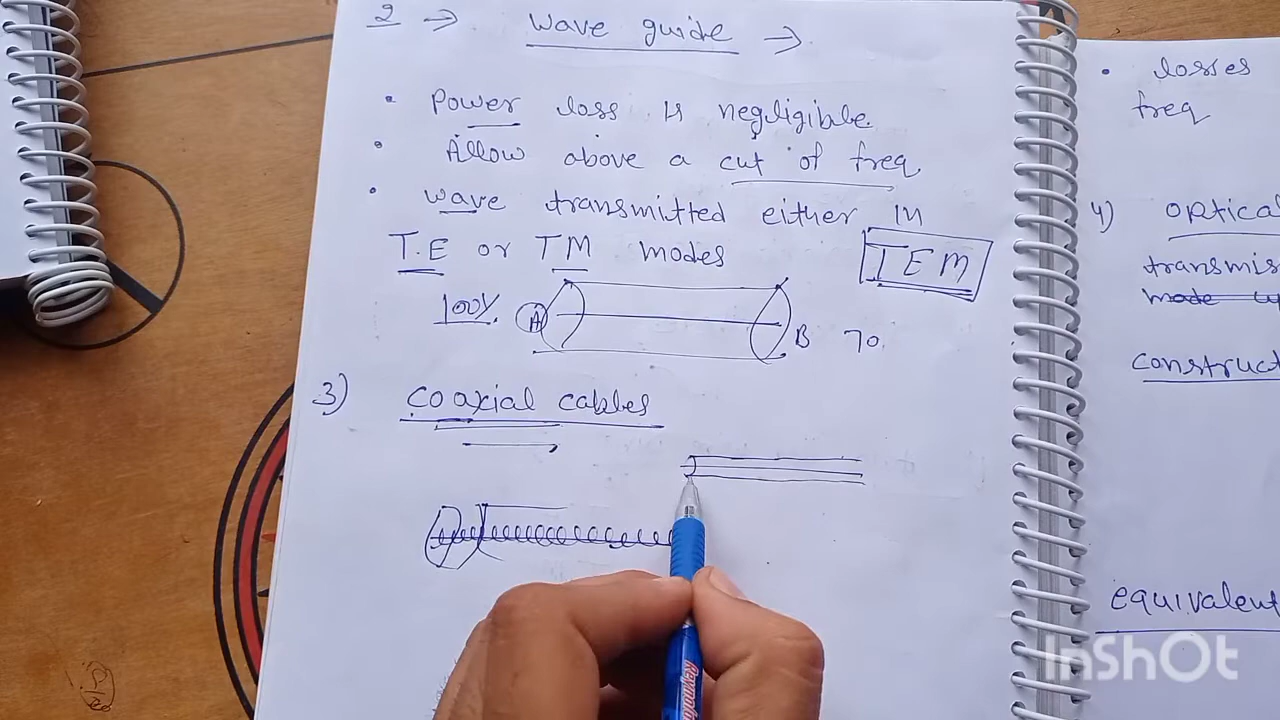 2 → Wave guide →
• Power loss is negligible
• Allow above a cut of freq
• wave transmitted either in
T.E or TM modes
TEM
100%. A B 70
3) coaxial cables
• losses
freq
4) optical
transmis
construct
equivalent
InShOt
Reynolds